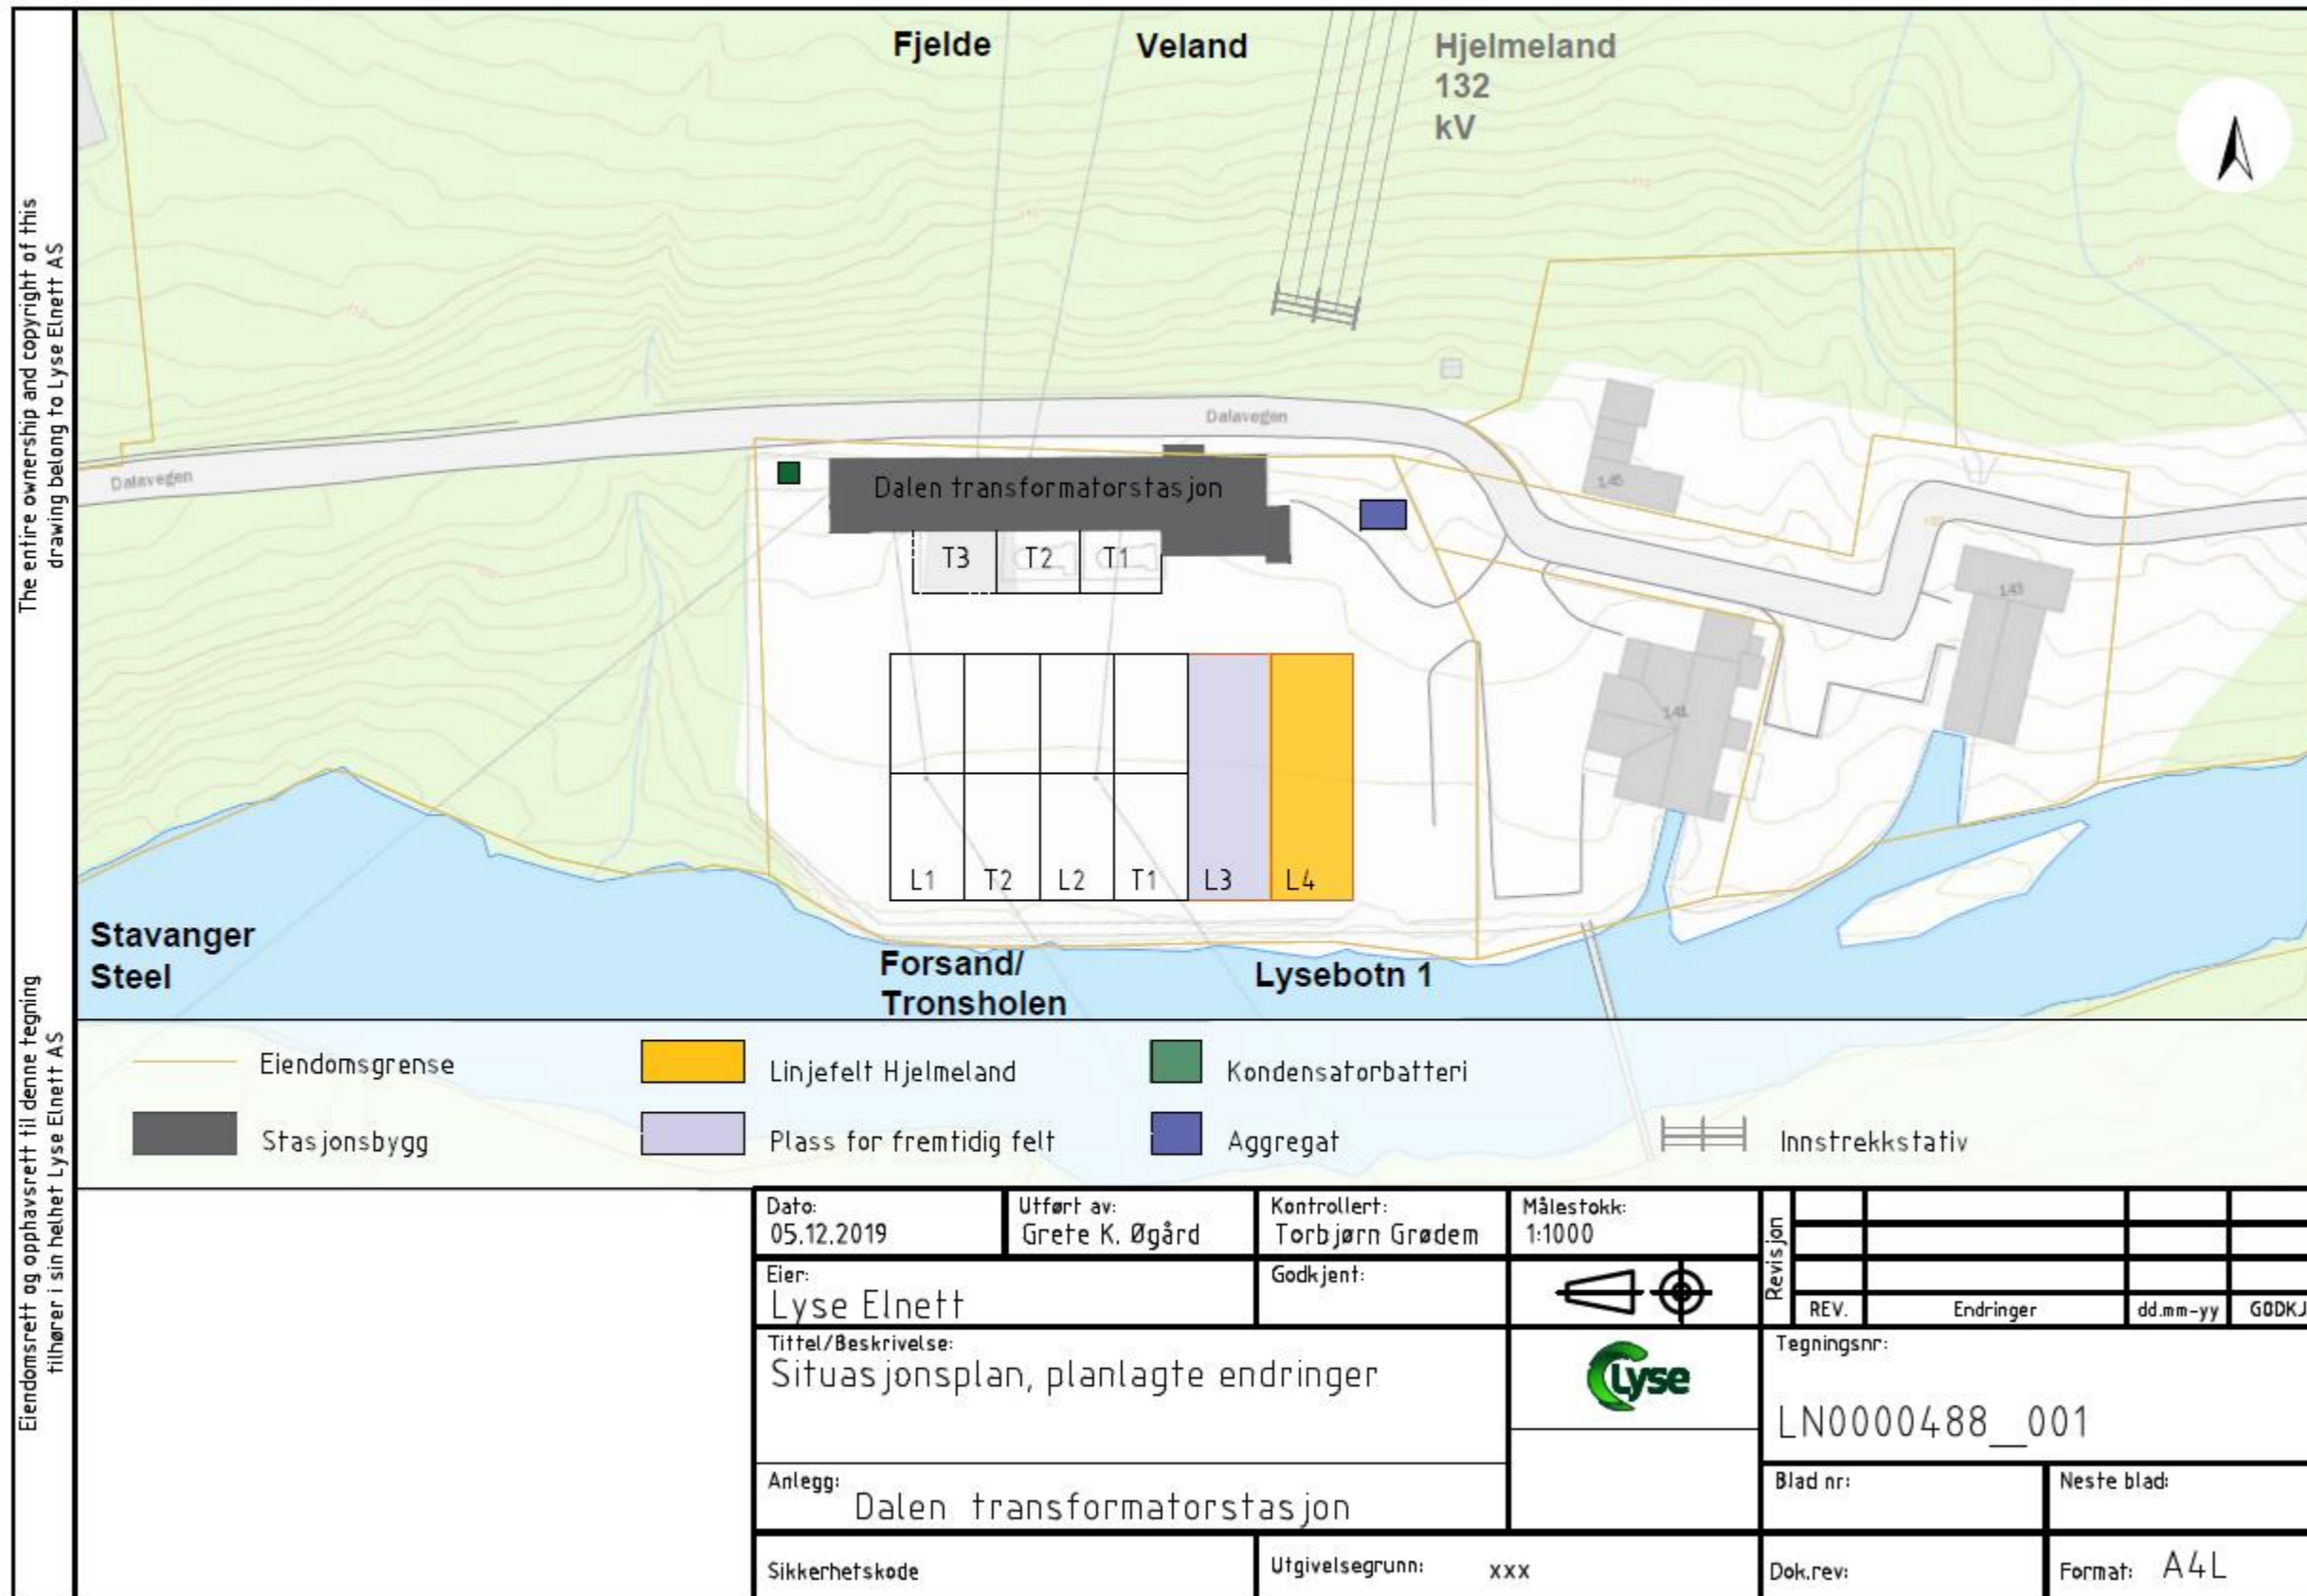 The entire ownership and copyright of this
drawing belong to Lyse Elnett AS
Eiendomsrett og opphavsrett til denne tegning
tilhører i sin helhet Lyse Elnett AS
Fjelde
Veland
Hjelmeland
132
kV
Dalavegen
Dalavegen
Dalen transformatorstasjon
T3
T2
T1
145
143
141
L1
T2
L2
T1
L3
L4
Stavanger
Steel
Forsand/
Tronsholen
Lysebotn 1
Eiendomsgrense
Linjefelt Hjelmeland
Kondensatorbatteri
Stasjonsbygg
Plass for fremtidig felt
Aggregat
Innstrekkstativ
Dato:
05.12.2019
Utført av:
Grete K. Øgård
Kontrollert:
Torbjørn Grødem
Målestokk:
1:1000
Revisjon
Eier:
Lyse Elnett
Godkjent:
REV.
Endringer
dd.mm-yy
GODKJ
Tittel/Beskrivelse:
Situasjonsplan, planlagte endringer
Lyse
Tegningsnr:
LN0000488_001
Anlegg:
Dalen transformatorstasjon
Blad nr:
Neste blad:
Sikkerhetskode
Utgivelsegrunn: xxx
Dok.rev:
Format: A4L